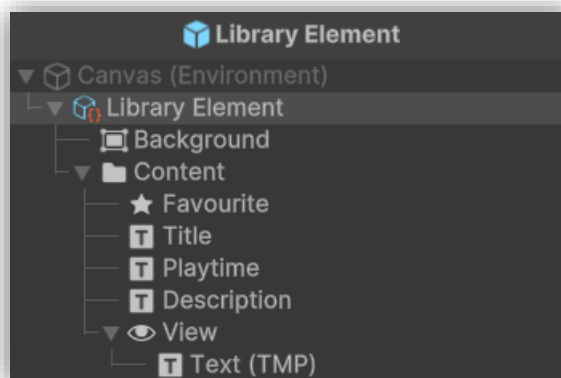 Library Element
Canvas (Environment)
Library Element
Background
Content
Favourite
Title
Playtime
Description
View
Text (TMP)